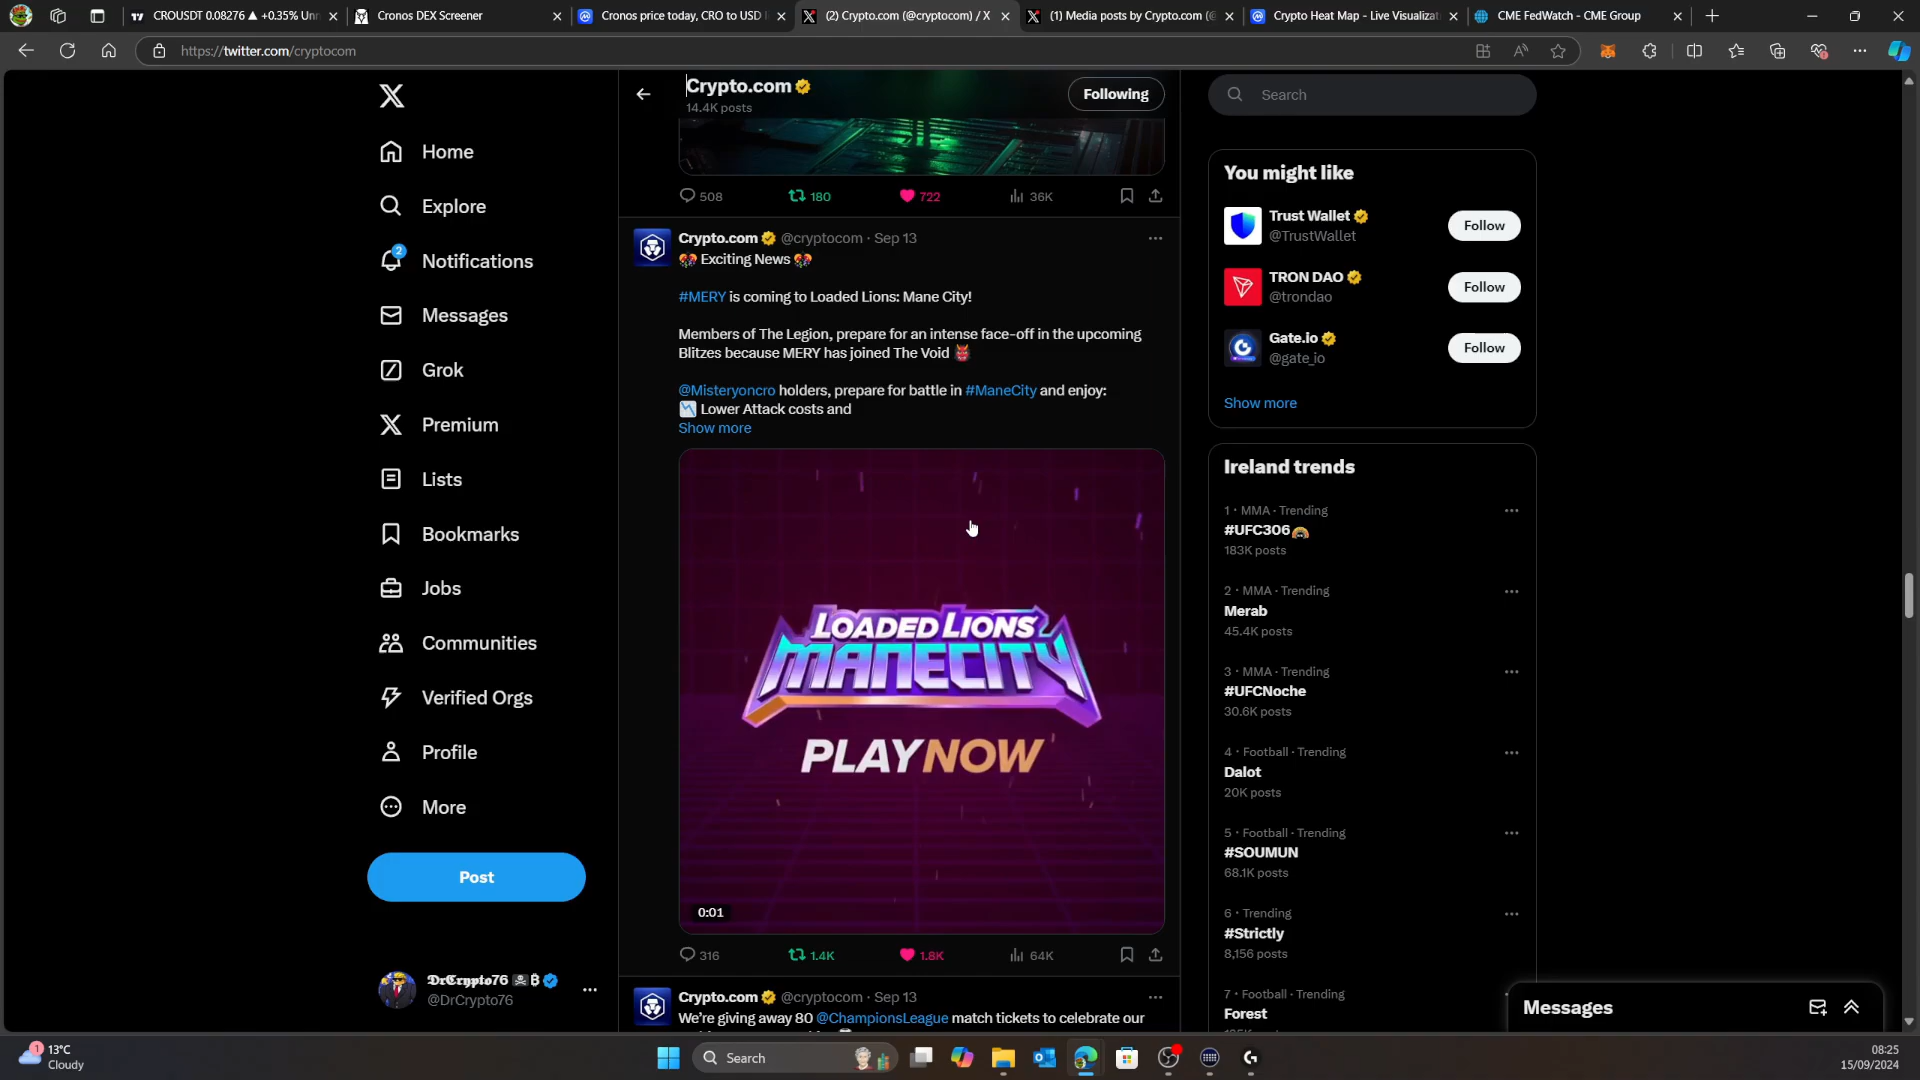 CROUSDT 0.08276 ▲ +0.35% Unn
Cronos DEX Screener
Cronos price today, CRO to USD l
(2) Crypto.com (@cryptocom) / X
(1) Media posts by Crypto.com (@
Crypto Heat Map - Live Visualizat
CME FedWatch - CME Group
https://twitter.com/cryptocom
Home
Explore
2
Notifications
Messages
Grok
Premium
Lists
Bookmarks
Jobs
Communities
Verified Orgs
Profile
More
Post
DrCrypto76
@DrCrypto76
Crypto.com
14.4K posts
Following
508
180
722
36K
Crypto.com @cryptocom · Sep 13
Exciting News
#MERY is coming to Loaded Lions: Mane City!
Members of The Legion, prepare for an intense face-off in the upcoming
Blitzes because MERY has joined The Void
@Misteryoncro holders, prepare for battle in #ManeCity and enjoy:
Lower Attack costs and
Show more
LOADED LIONS
MANE CITY
PLAY NOW
0:01
316
1.4K
1.8K
64K
Crypto.com @cryptocom · Sep 13
We're giving away 80 @ChampionsLeague match tickets to celebrate our
Search
You might like
Trust Wallet
@TrustWallet
Follow
TRON DAO
@trondao
Follow
Gate.io
@gate_io
Follow
Show more
Ireland trends
1 · MMA · Trending
#UFC306
183K posts
2 · MMA · Trending
Merab
45.4K posts
3 · MMA · Trending
#UFCNoche
30.6K posts
4 · Football · Trending
Dalot
20K posts
5 · Football · Trending
#SOUMUN
68.1K posts
6 · Trending
#Strictly
8,156 posts
7 · Football · Trending
Forest
Messages
1
13°C
Cloudy
Search
08:25
15/09/2024